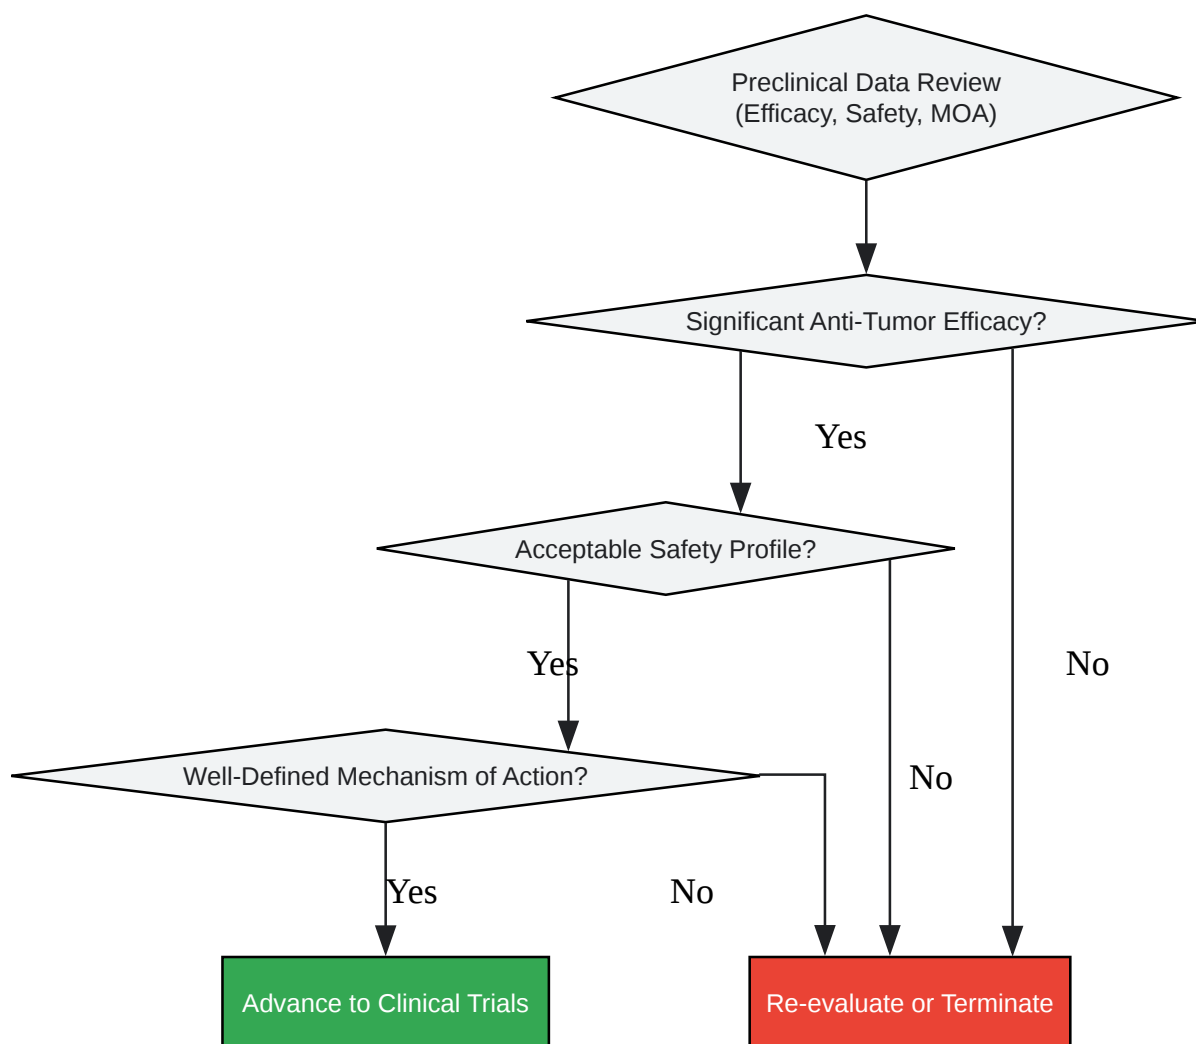 Preclinical Data Review
(Efficacy, Safety, MOA)
Significant Anti-Tumor Efficacy?
Yes
Acceptable Safety Profile?
Yes
No
Well-Defined Mechanism of Action?
No
Yes
No
Advance to Clinical Trials
Re-evaluate or Terminate